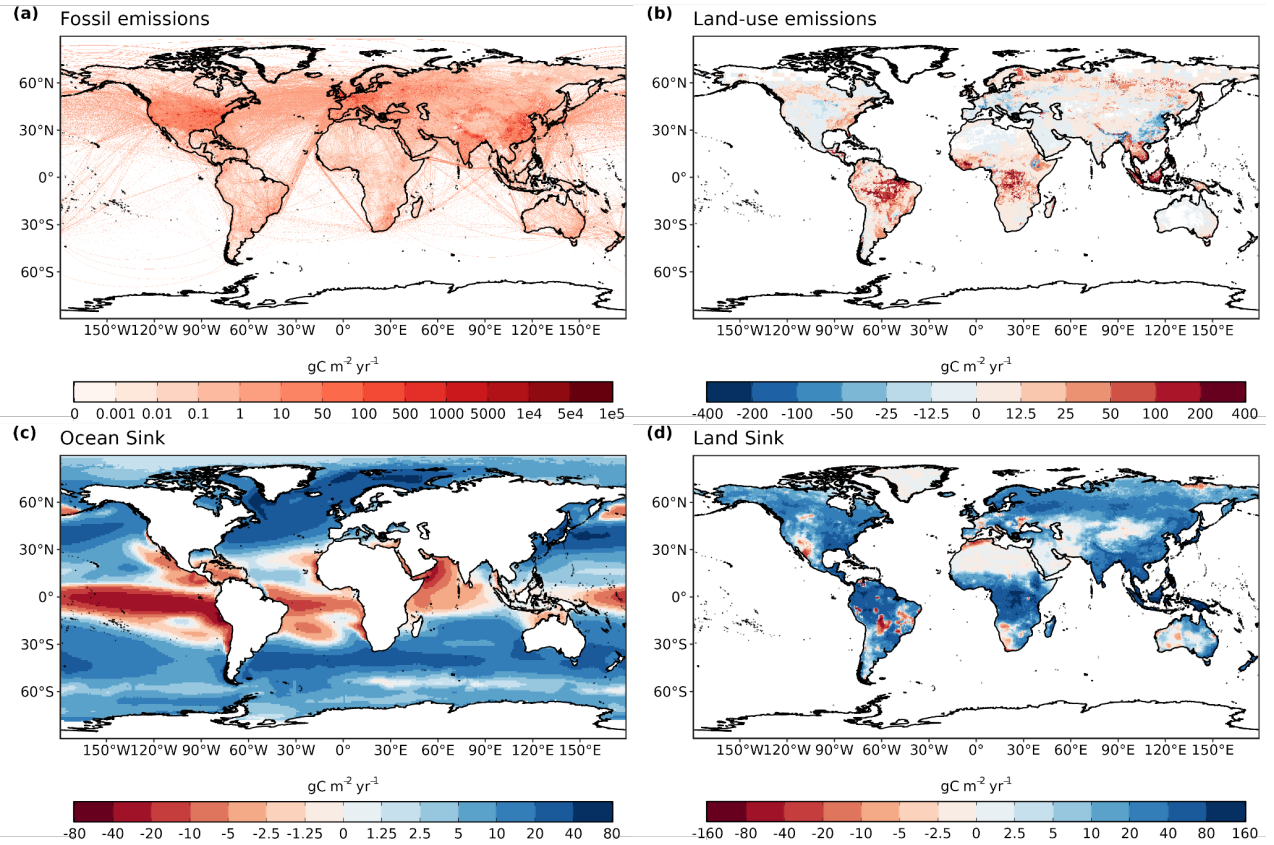 (a) Fossil emissions
60°N
30°N
0°
30°S
60°S
150°W120°W 90°W 60°W 30°W 0° 30°E 60°E 90°E 120°E 150°E
gC m⁻² yr⁻¹
0 0.001 0.01 0.1 1 10 50 100 500 1000 5000 1e4 5e4 1e5
(b) Land-use emissions
60°N
30°N
0°
30°S
60°S
150°W120°W 90°W 60°W 30°W 0° 30°E 60°E 90°E 120°E 150°E
gC m⁻² yr⁻¹
-400 -200 -100 -50 -25 -12.5 0 12.5 25 50 100 200 400
(c) Ocean Sink
60°N
30°N
0°
30°S
60°S
150°W120°W 90°W 60°W 30°W 0° 30°E 60°E 90°E 120°E 150°E
gC m⁻² yr⁻¹
-80 -40 -20 -10 -5 -2.5 -1.25 0 1.25 2.5 5 10 20 40 80
(d) Land Sink
60°N
30°N
0°
30°S
60°S
150°W120°W 90°W 60°W 30°W 0° 30°E 60°E 90°E 120°E 150°E
gC m⁻² yr⁻¹
-160 -80 -40 -20 -10 -5 -2.5 0 2.5 5 10 20 40 80 160